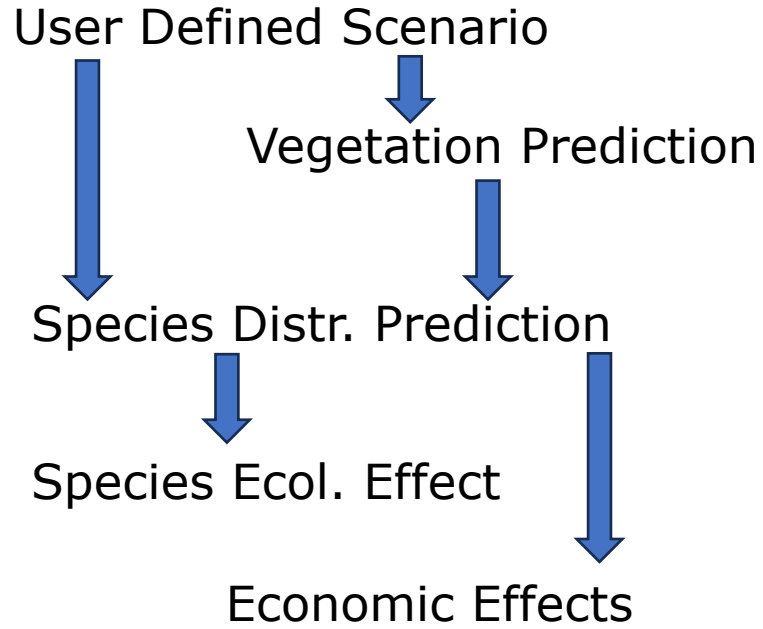 User Defined Scenario
Vegetation Prediction
Species Distr. Prediction
Species Ecol. Effect
Economic Effects